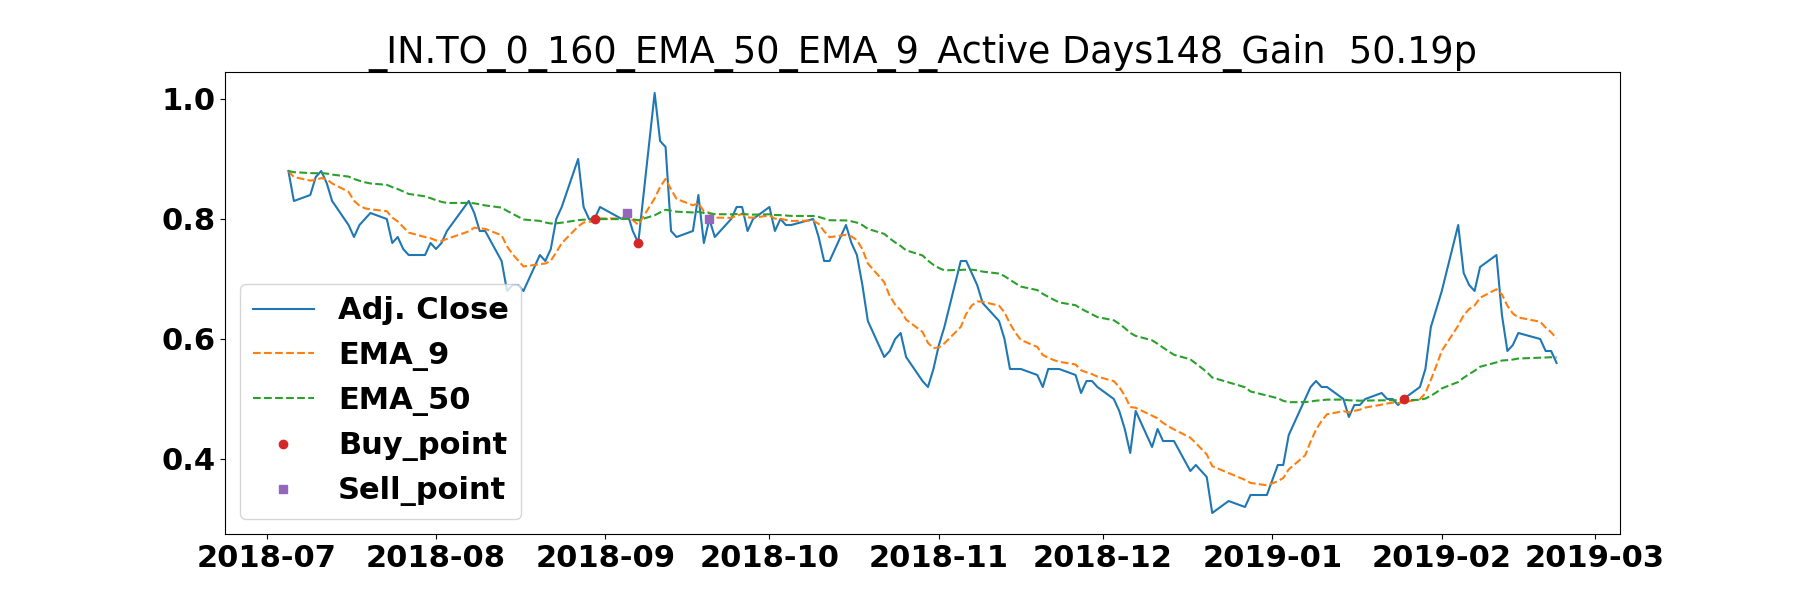 _IN.TO_0_160_EMA_50_EMA_9_Active Days148_Gain  50.19p
1.0
0.8
0.6
0.4
Adj. Close
EMA_9
EMA_50
Buy_point
Sell_point
2018-07 2018-08 2018-09 2018-10 2018-11 2018-12 2019-01 2019-02 2019-03